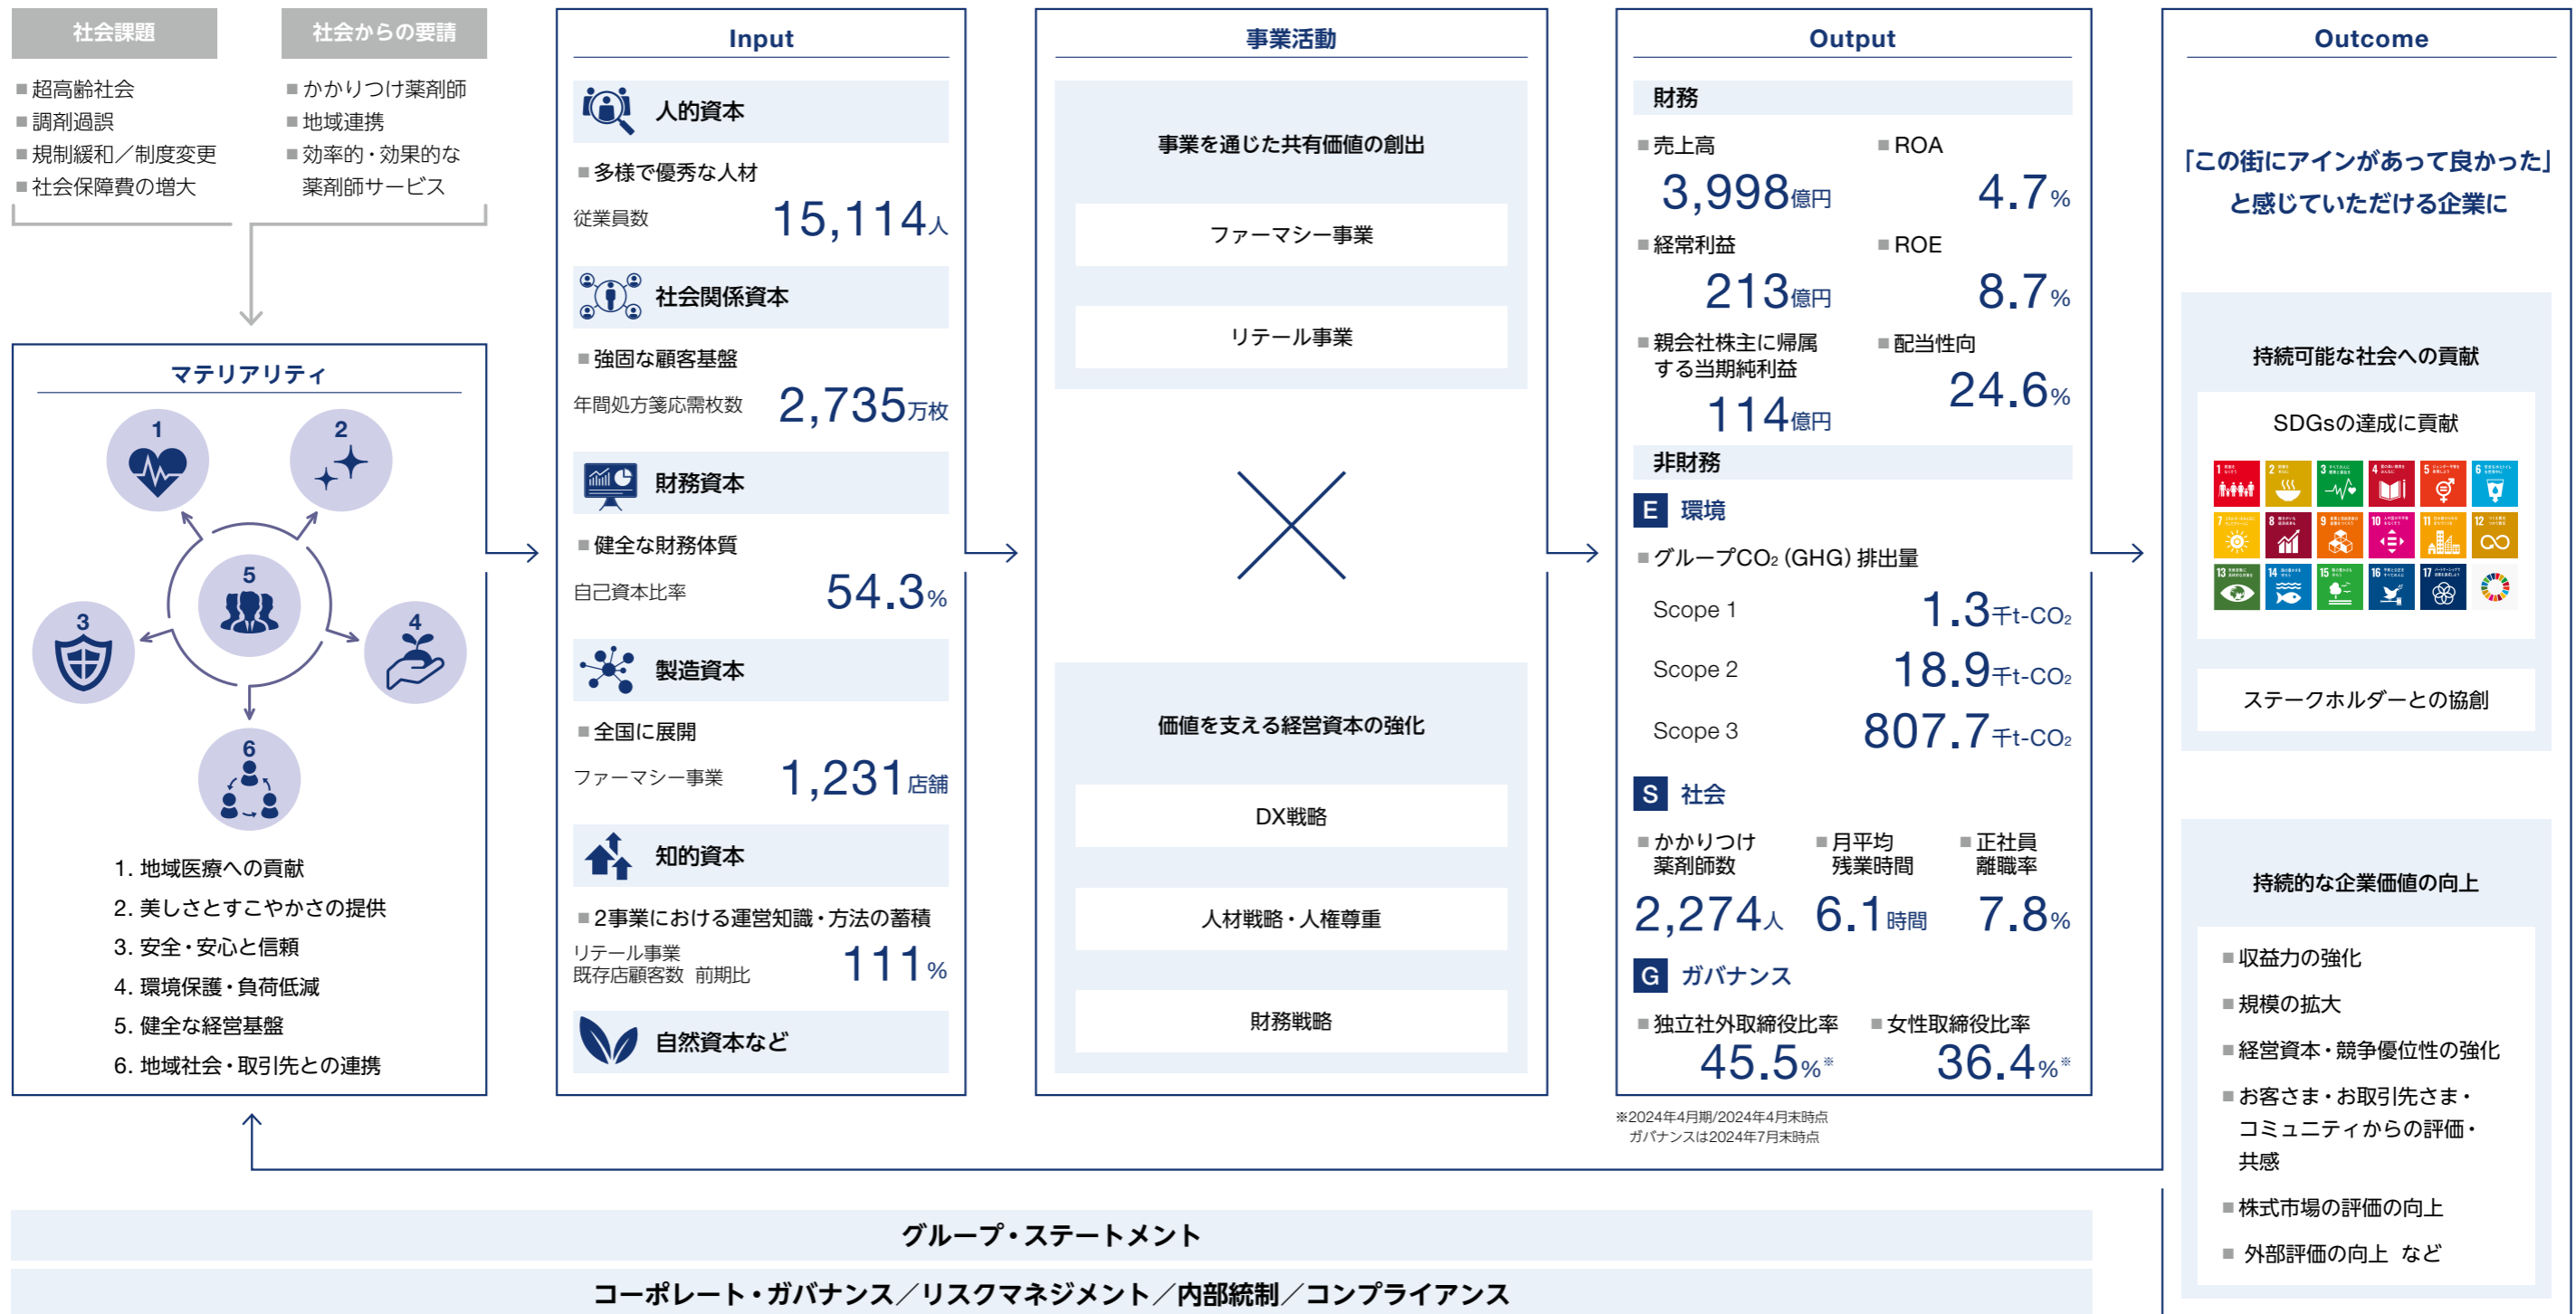 社会課題
■超高齢社会
■調剤過誤
■規制緩和／制度変更
■社会保障費の増大
社会からの要請
■かかりつけ薬剤師
■地域連携
■効率的・効果的な
薬剤師サービス
マテリアリティ
1
2
3
4
5
6
1. 地域医療への貢献
2. 美しさとすこやかさの提供
3. 安全・安心と信頼
4. 環境保護・負荷低減
5. 健全な経営基盤
6. 地域社会・取引先との連携
Input
人的資本
■多様で優秀な人材
従業員数 15,114人
社会関係資本
■強固な顧客基盤
年間処方箋応需枚数 2,735万枚
財務資本
■健全な財務体質
自己資本比率 54.3%
製造資本
■全国に展開
ファーマシー事業 1,231店舗
知的資本
■2事業における運営知識・方法の蓄積
リテール事業
既存店顧客数 前期比 111%
自然資本など
事業活動
事業を通じた共有価値の創出
ファーマシー事業
リテール事業
価値を支える経営資本の強化
DX戦略
人材戦略・人権尊重
財務戦略
Output
財務
■売上高
3,998億円
■ROA
4.7%
■経常利益
213億円
■ROE
8.7%
■親会社株主に帰属
する当期純利益
114億円
■配当性向
24.6%
非財務
E 環境
■グループCO₂（GHG）排出量
Scope 1 1.3千t-CO₂
Scope 2 18.9千t-CO₂
Scope 3 807.7千t-CO₂
S 社会
■かかりつけ
薬剤師数
2,274人
■月平均
残業時間
6.1時間
■正社員
離職率
7.8%
G ガバナンス
■独立社外取締役比率
45.5%※
■女性取締役比率
36.4%※
※2024年4月期/2024年4月末時点
ガバナンスは2024年7月末時点
Outcome
「この街にアインがあって良かった」
と感じていただける企業に
持続可能な社会への貢献
SDGsの達成に貢献
1 2 3 4 5 6
7 8 9 10 11 12
13 14 15 16 17
ステークホルダーとの協創
持続的な企業価値の向上
■収益力の強化
■規模の拡大
■経営資本・競争優位性の強化
■お客さま・お取引先さま・
コミュニティからの評価・
共感
■株式市場の評価の向上
■外部評価の向上 など
グループ・ステートメント
コーポレート・ガバナンス／リスクマネジメント／内部統制／コンプライアンス